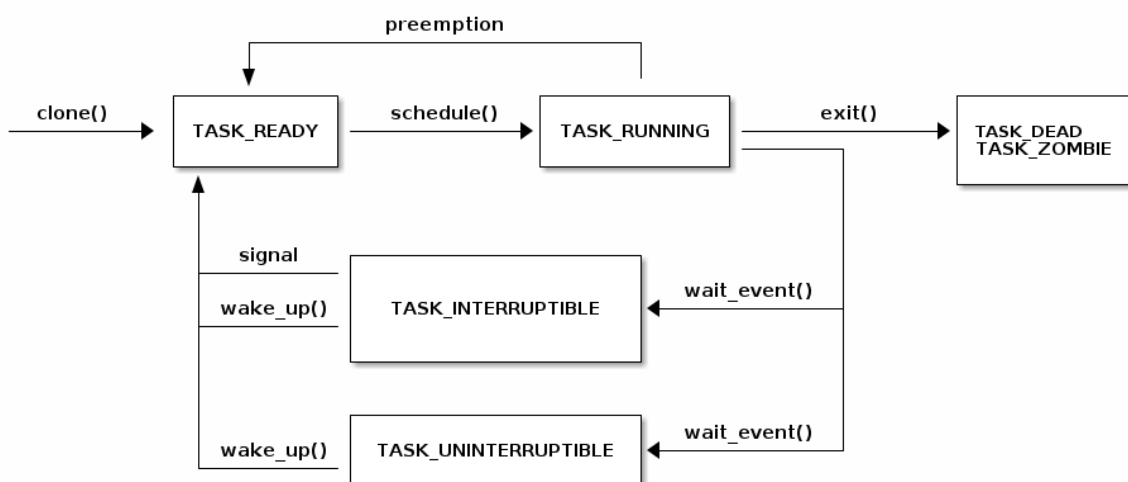 preemption
clone()
TASK_READY
schedule()
TASK_RUNNING
exit()
TASK_DEAD
TASK_ZOMBIE
signal
wake_up()
TASK_INTERRUPTIBLE
wait_event()
wake_up()
TASK_UNINTERRUPTIBLE
wait_event()